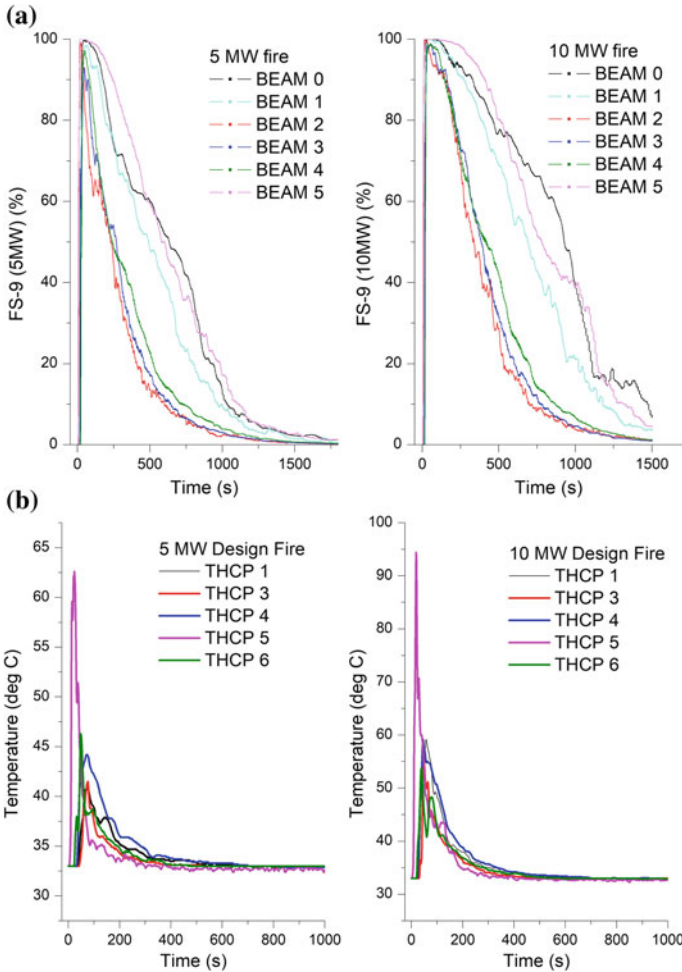 (a)
5 MW fire
BEAM 0
BEAM 1
BEAM 2
BEAM 3
BEAM 4
BEAM 5
FS-9 (5MW) (%)
100
80
60
40
20
0
0 500 1000 1500
Time (s)
10 MW fire
BEAM 0
BEAM 1
BEAM 2
BEAM 3
BEAM 4
BEAM 5
FS-9 (10MW) (%)
100
80
60
40
20
0
0 500 1000 1500
Time (s)
(b)
5 MW Design Fire
THCP 1
THCP 3
THCP 4
THCP 5
THCP 6
Temperature (deg C)
65
60
55
50
45
40
35
30
0 200 400 600 800 1000
Time (s)
10 MW Design Fire
THCP 1
THCP 3
THCP 4
THCP 5
THCP 6
Temperature (deg C)
100
90
80
70
60
50
40
30
0 200 400 600 800 1000
Time (s)